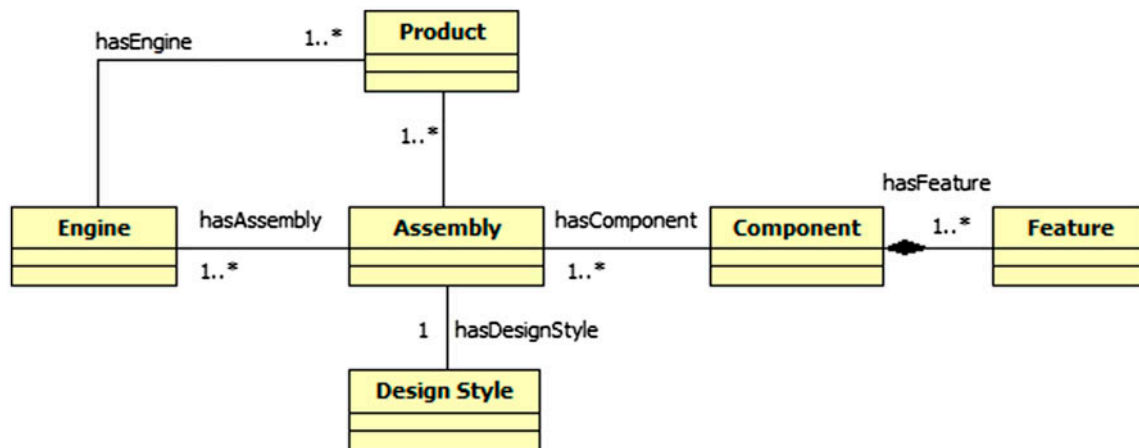 hasEngine
1..*
Product
1..*
hasFeature
Engine
hasAssembly
Assembly
hasComponent
Component
1..*
Feature
1..*
1..*
1
hasDesignStyle
Design Style